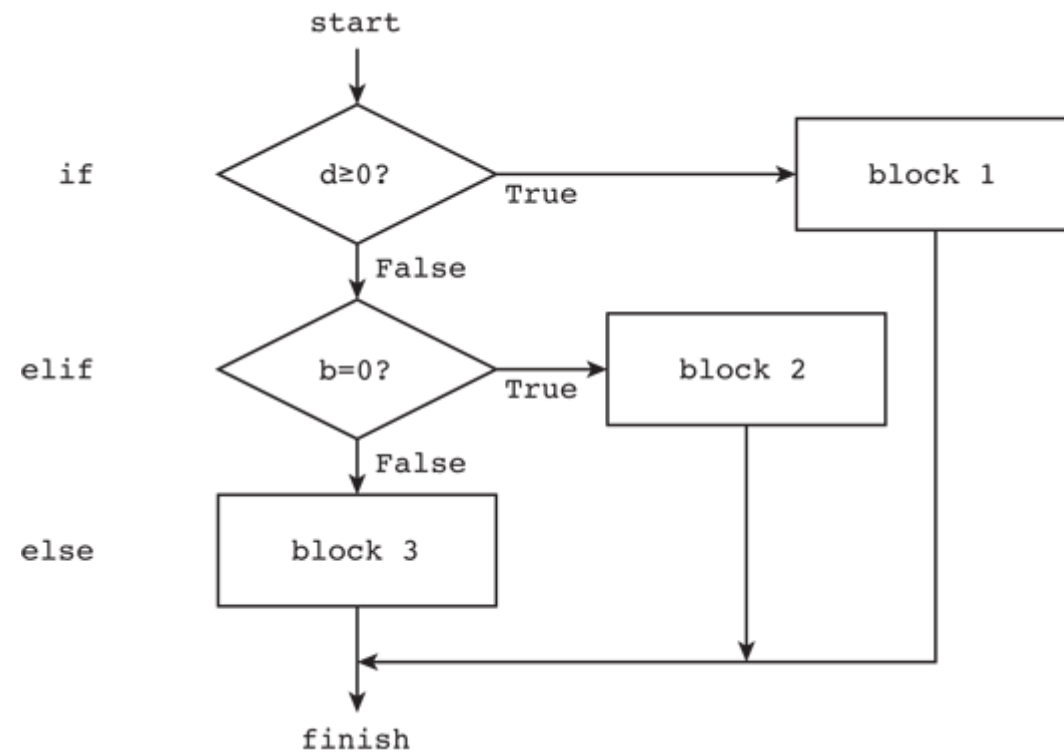 start
if
d≥0?
True
block 1
False
elif
b=0?
True
block 2
False
else
block 3
finish